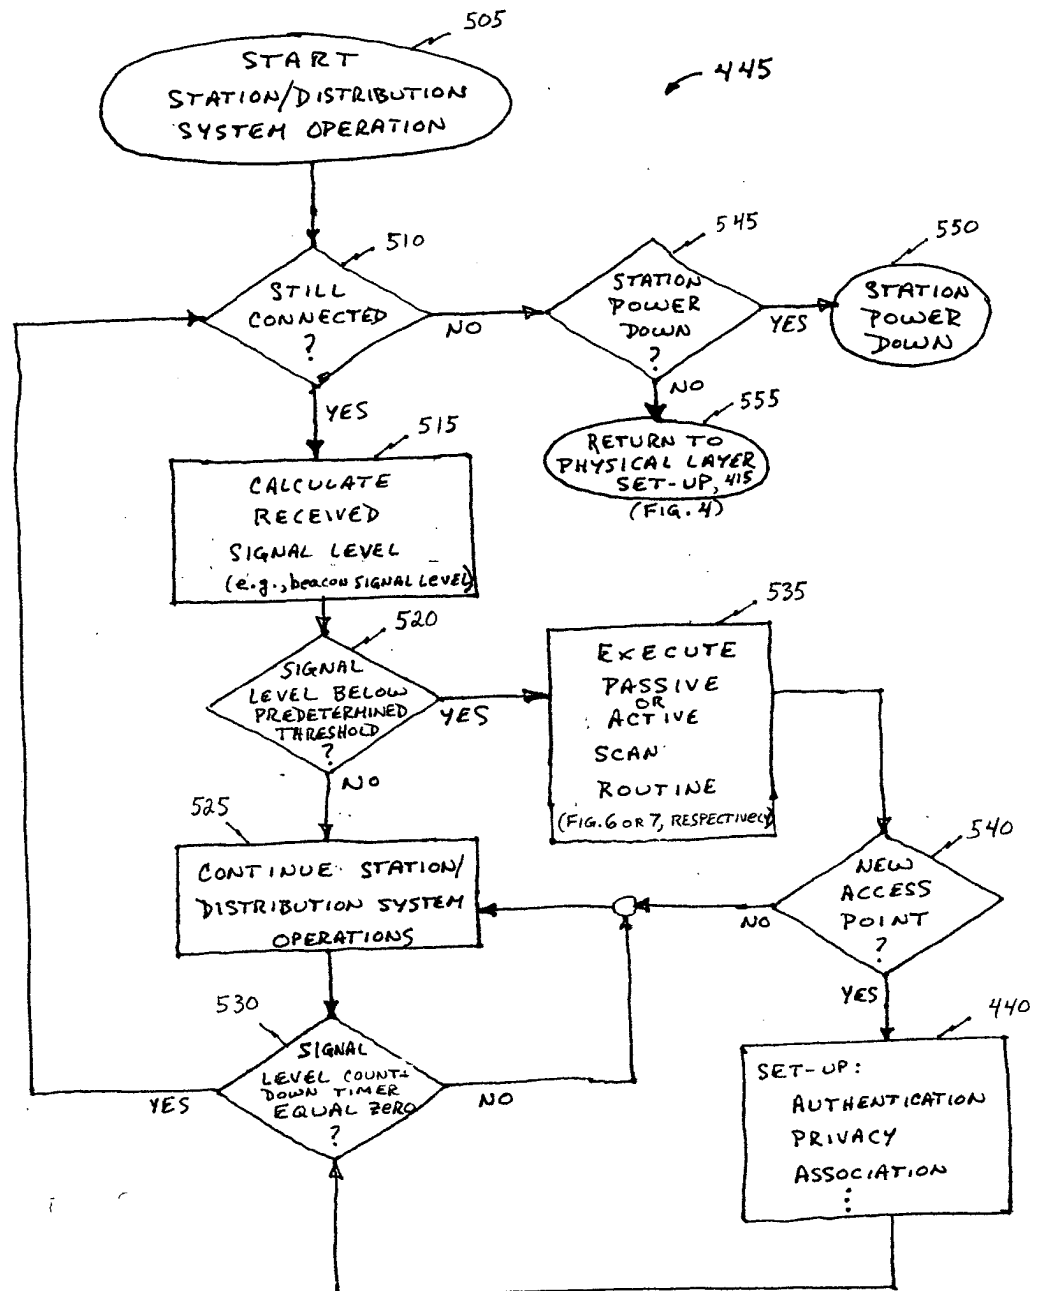 505
START
STATION/DISTRIBUTION
SYSTEM OPERATION
445
510
STILL
CONNECTED
?
NO
YES
545
STATION
POWER
DOWN
?
YES
NO
550
STATION
POWER
DOWN
555
RETURN TO
PHYSICAL LAYER
SET-UP, 415
(FIG. 4)
515
CALCULATE
RECEIVED
SIGNAL LEVEL
(e.g., beacon SIGNAL LEVEL)
520
SIGNAL
LEVEL BELOW
PREDETERMINED
THRESHOLD
?
YES
NO
535
EXECUTE
PASSIVE
OR
ACTIVE
SCAN
ROUTINE
(FIG. 6 OR 7, RESPECTIVELY)
525
CONTINUE STATION/
DISTRIBUTION SYSTEM
OPERATIONS
540
NEW
ACCESS
POINT
?
NO
YES
530
SIGNAL
LEVEL COUNT-
DOWN TIMER
EQUAL ZERO
?
YES
NO
440
SET-UP:
AUTHENTICATION
PRIVACY
ASSOCIATION
⋮